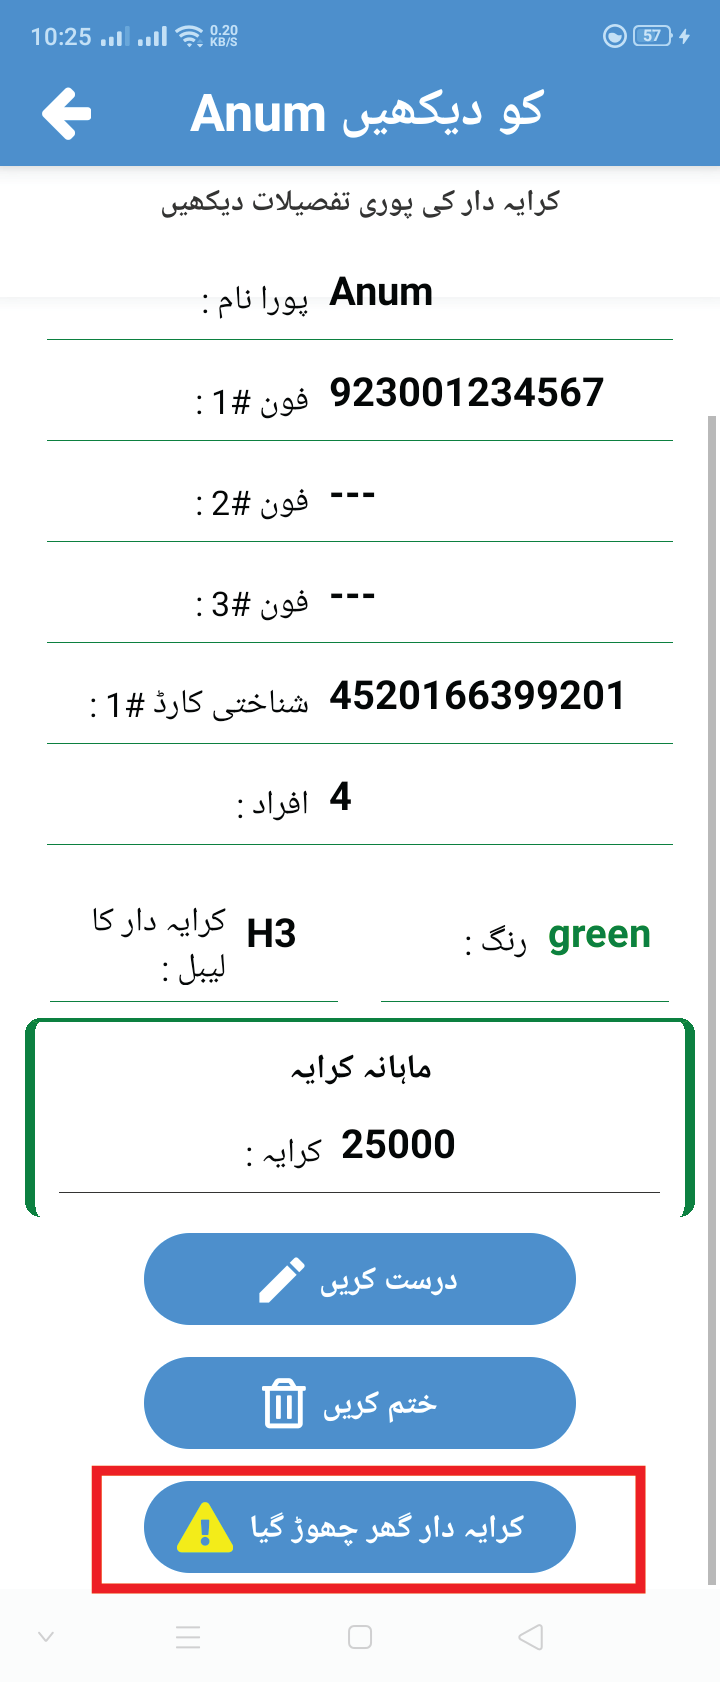 10:25 0.20 KB/S 57
Anum کو دیکھیں
کرایہ دار کی پوری تفصیلات دیکھیں
پورا نام : Anum
فون #1 : 923001234567
فون #2 : ---
فون #3 : ---
شناختی کارڈ #1 : 4520166399201
افراد : 4
کرایہ دار کا لیبل : H3
رنگ : green
ماہانہ کرایہ
کرایہ : 25000
درست کریں
ختم کریں
کرایہ دار گھر چھوڑ گیا